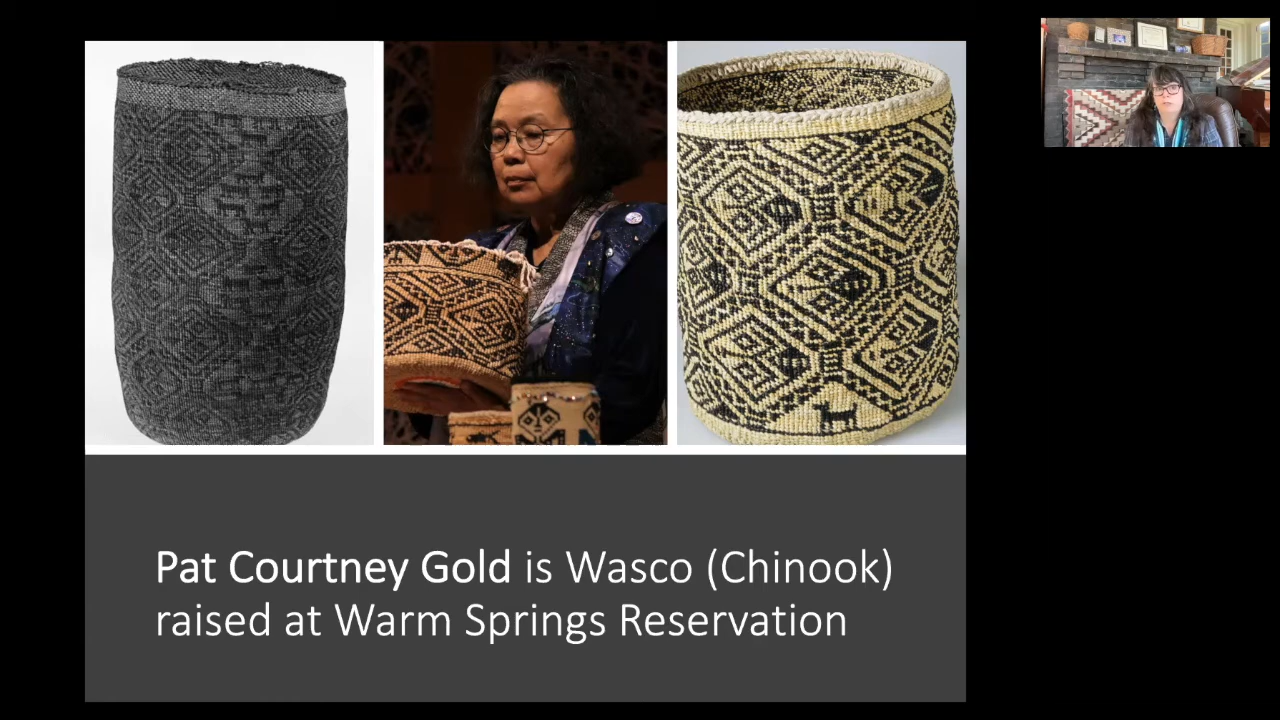 Pat Courtney Gold is Wasco (Chinook)
raised at Warm Springs Reservation